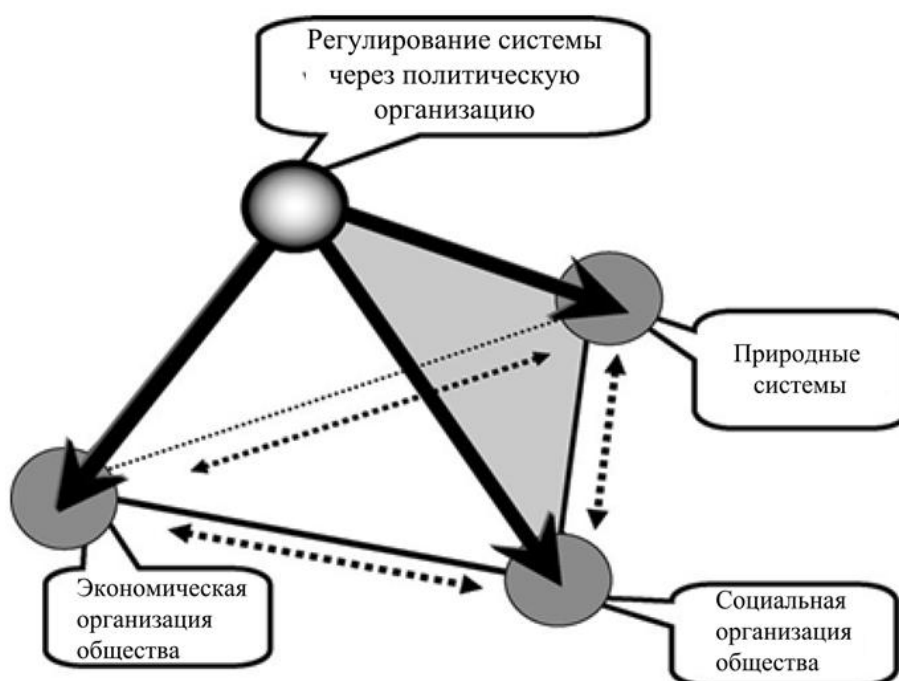 Регулирование системы
через политическую
организацию
Природные
системы
Экономическая
организация
общества
Социальная
организация
общества